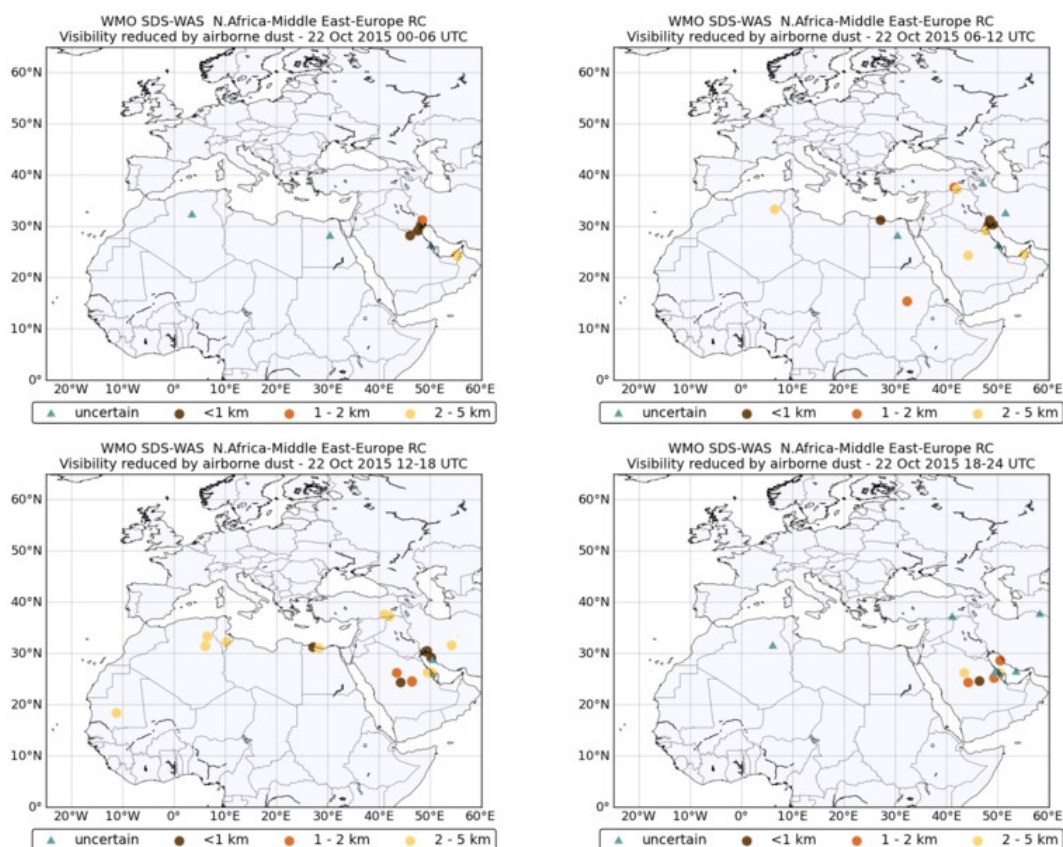 WMO SDS-WAS N.Africa-Middle East-Europe RC
Visibility reduced by airborne dust - 22 Oct 2015 00-06 UTC
60°N
50°N
40°N
30°N
20°N
10°N
0°
20°W 10°W 0° 10°E 20°E 30°E 40°E 50°E 60°E
uncertain <1 km 1 - 2 km 2 - 5 km
WMO SDS-WAS N.Africa-Middle East-Europe RC
Visibility reduced by airborne dust - 22 Oct 2015 06-12 UTC
60°N
50°N
40°N
30°N
20°N
10°N
0°
20°W 10°W 0° 10°E 20°E 30°E 40°E 50°E 60°E
uncertain <1 km 1 - 2 km 2 - 5 km
WMO SDS-WAS N.Africa-Middle East-Europe RC
Visibility reduced by airborne dust - 22 Oct 2015 12-18 UTC
60°N
50°N
40°N
30°N
20°N
10°N
0°
20°W 10°W 0° 10°E 20°E 30°E 40°E 50°E 60°E
uncertain <1 km 1 - 2 km 2 - 5 km
WMO SDS-WAS N.Africa-Middle East-Europe RC
Visibility reduced by airborne dust - 22 Oct 2015 18-24 UTC
60°N
50°N
40°N
30°N
20°N
10°N
0°
20°W 10°W 0° 10°E 20°E 30°E 40°E 50°E 60°E
uncertain <1 km 1 - 2 km 2 - 5 km